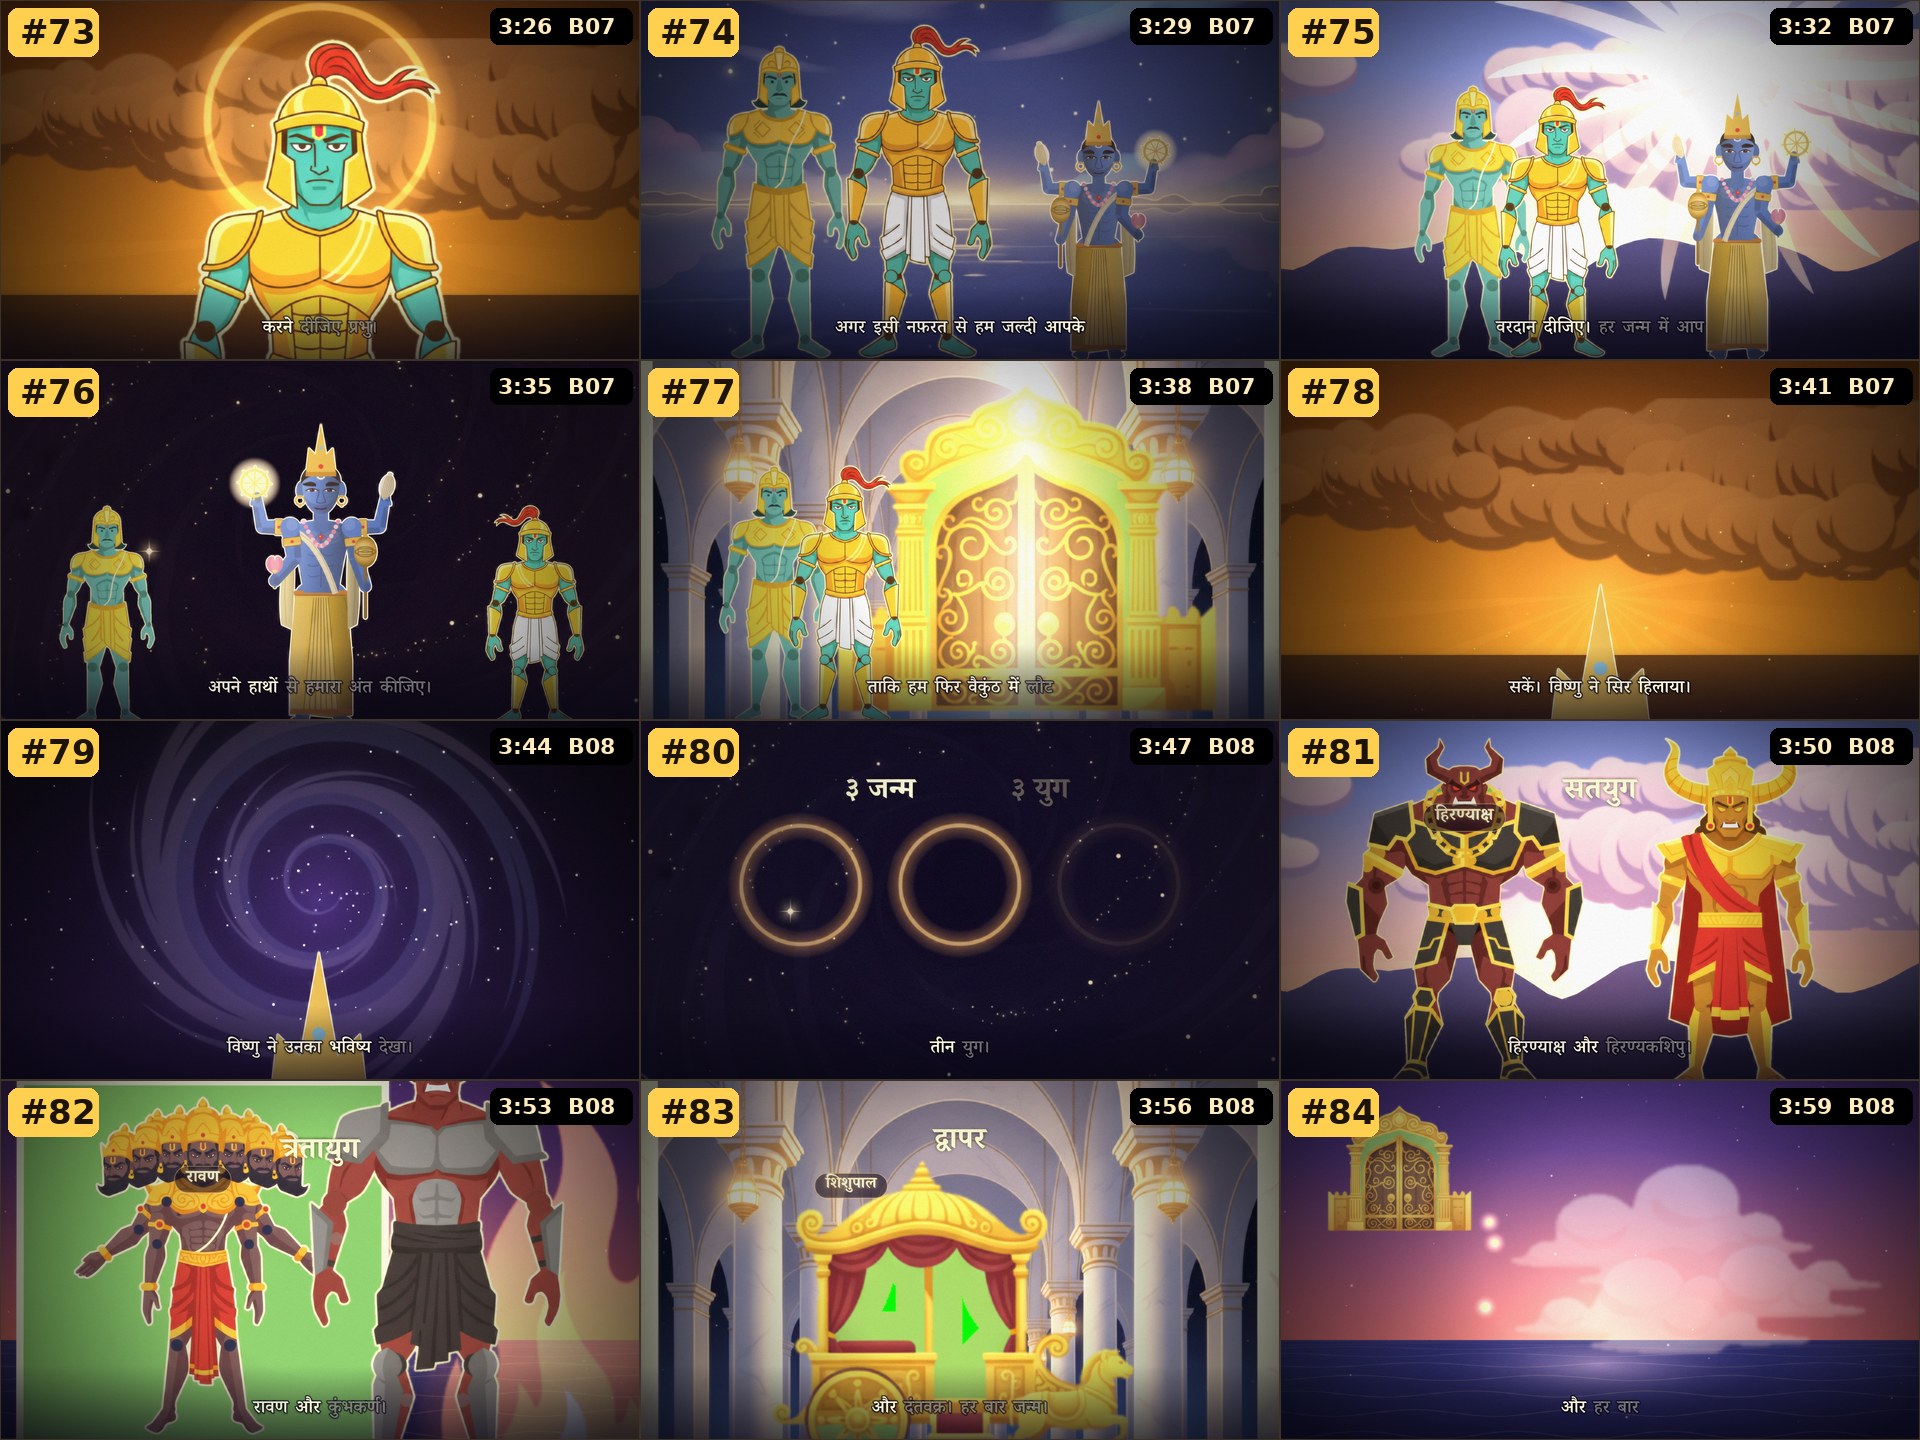 #73
3:26 B07
करने दीजिए प्रभु।
#74
3:29 B07
अगर इसी नफ़रत से हम जल्दी आपके
#75
3:32 B07
वरदान दीजिए। हर जन्म में आप
#76
3:35 B07
अपने हाथों से हमारा अंत कीजिए।
#77
3:38 B07
ताकि हम फिर वैकुंठ में लौट
#78
3:41 B07
सकें। विष्णु ने सिर हिलाया।
#79
3:44 B08
विष्णु ने उनका भविष्य देखा।
#80
3:47 B08
३ जन्म
३ युग
तीन युग।
#81
3:50 B08
सतयुग
हिरण्याक्ष
हिरण्याक्ष और हिरण्यकशिपु।
#82
3:53 B08
त्रेतायुग
रावण
रावण और कुंभकर्ण।
#83
3:56 B08
द्वापर
शिशुपाल
और दंतवक्र। हर बार जन्म।
#84
3:59 B08
और हर बार